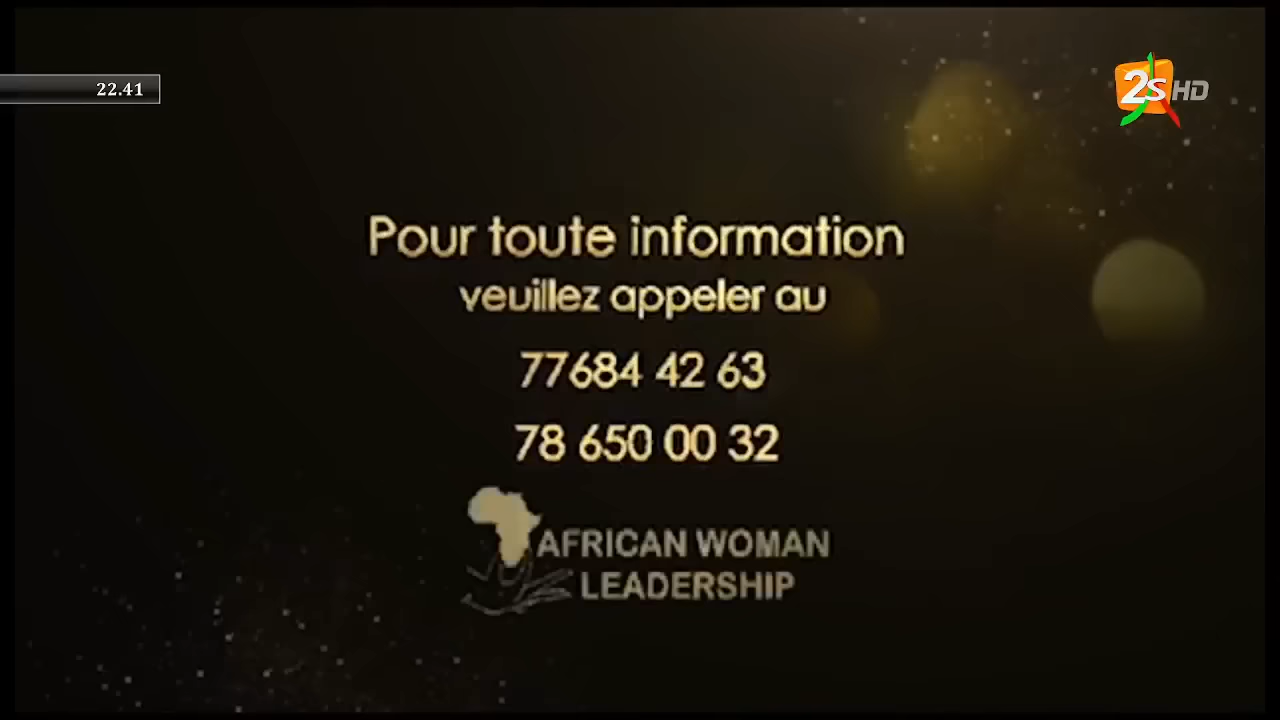 22.41
2S HD
Pour toute information
veuillez appeler au
77684 42 63
78 650 00 32
AFRICAN WOMAN
LEADERSHIP